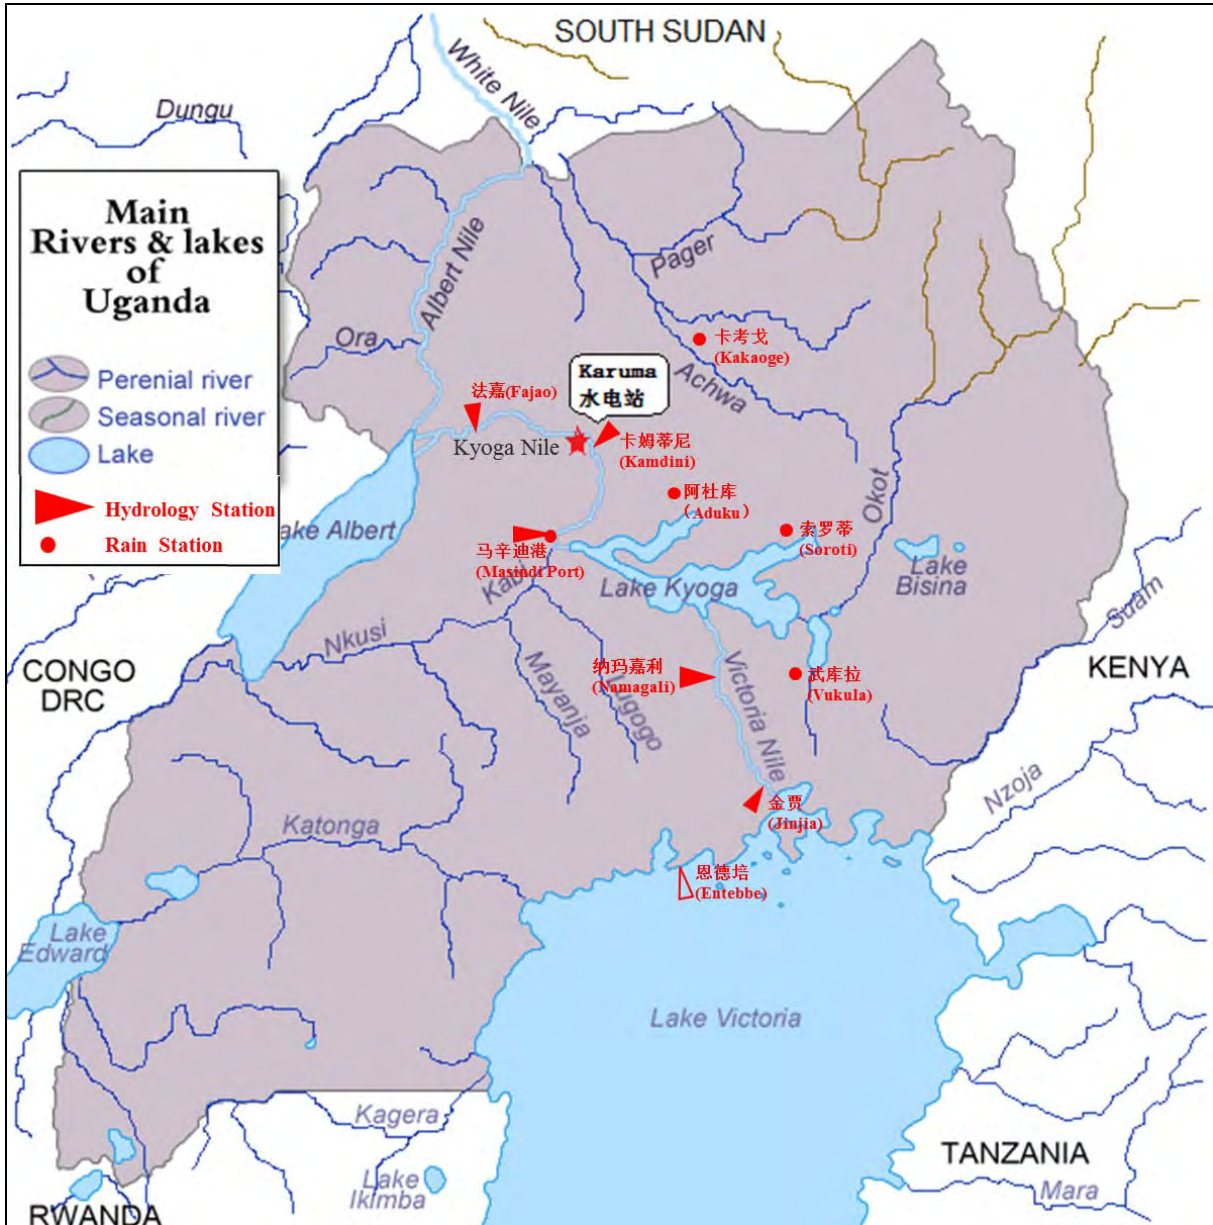 SOUTH SUDAN
White Nile
Dungu
Main
Rivers & lakes
of
Uganda
Perenial river
Seasonal river
Lake
Hydrology Station
Rain Station
Albert Nile
Pager
Ora
卡考戈
(Kakaoge)
Achwa
Karuma
水电站
法嘉(Fajao)
Kyoga Nile
卡姆蒂尼
(Kamdini)
阿杜库
(Aduku)
Okot
索罗蒂
(Soroti)
ake Albert
马辛迪港
(Masindi Port)
Kabi
Lake Kyoga
Lake
Bisina
Suam
Nkusi
CONGO
DRC
KENYA
Mayanja
Lugogo
纳玛嘉利
(Namagali)
Victoria Nile
武库拉
(Vukula)
Nzoja
金贾
(Jinjia)
Katonga
恩德培
(Entebbe)
Lake
Edward
Lake Victoria
Kagera
Lake
Ikimba
TANZANIA
Mara
RWANDA